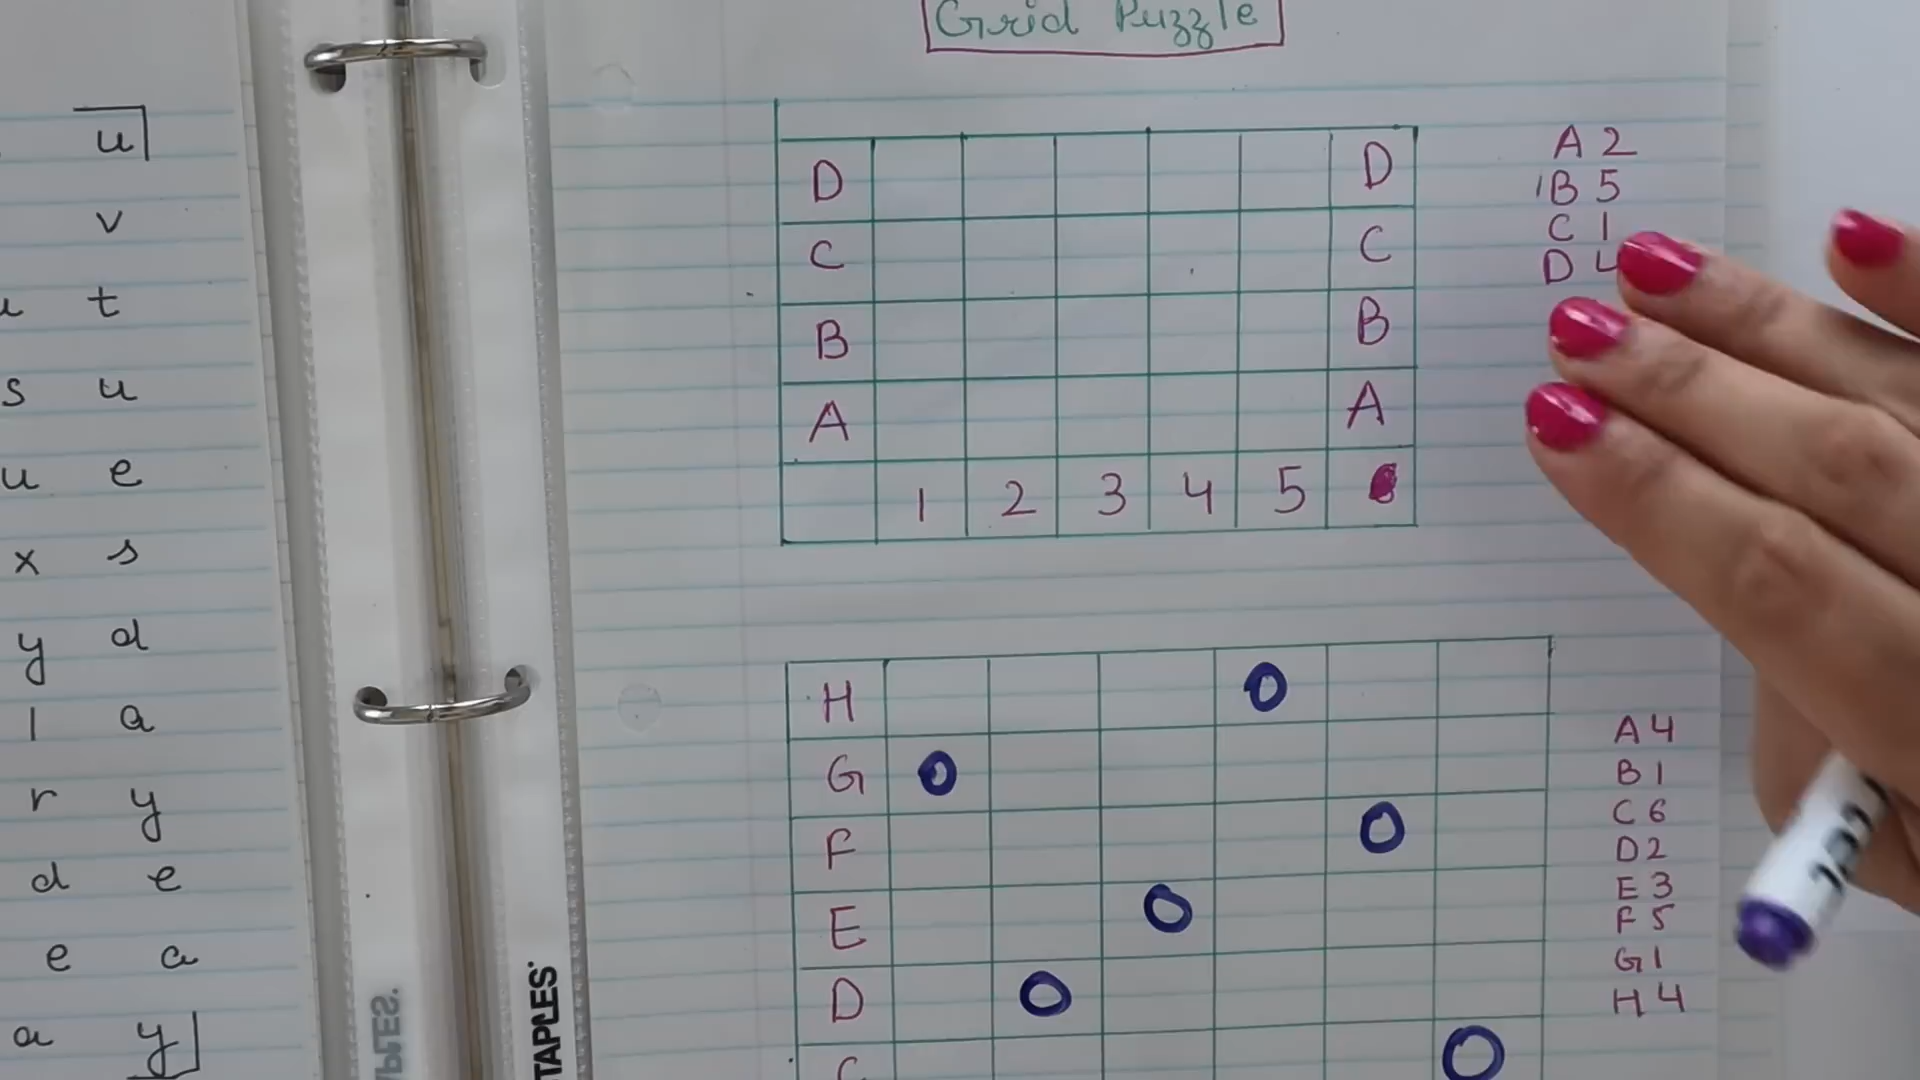 Grid Puzzle
u
v
u t
s u
u e
x s
y d
l a
r y
d e
e a
a y
D D
C C
B B
A A
1 2 3 4 5
A 2
B 5
C 1
D 4
H O
G O
F O
E O
D O
C O
A 4
B 1
C 6
D 2
E 3
F 5
G 1
H 4
STAPLES